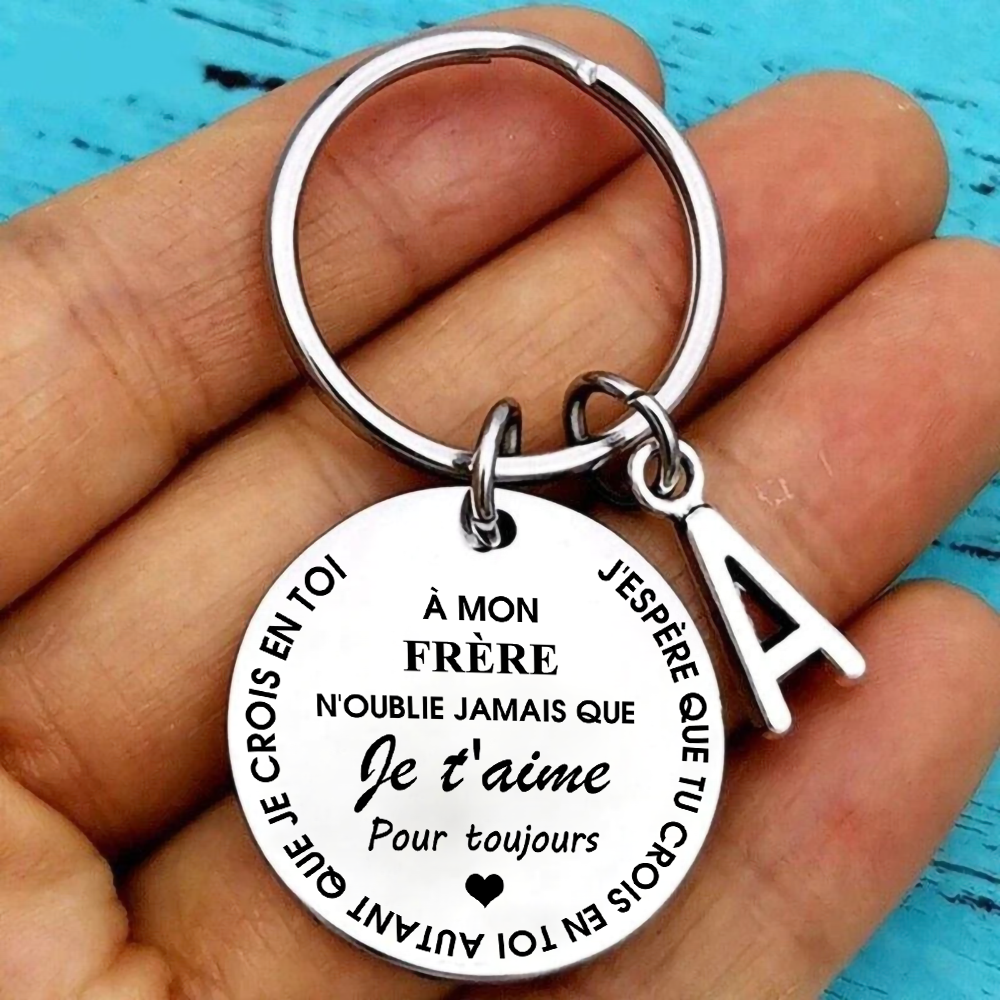 À MON
FRÈRE
N'OUBLIE JAMAIS QUE
Je t'aime
Pour toujours
J'ESPÈRE QUE TU CROIS EN TOI AUTANT QUE JE CROIS EN TOI
A